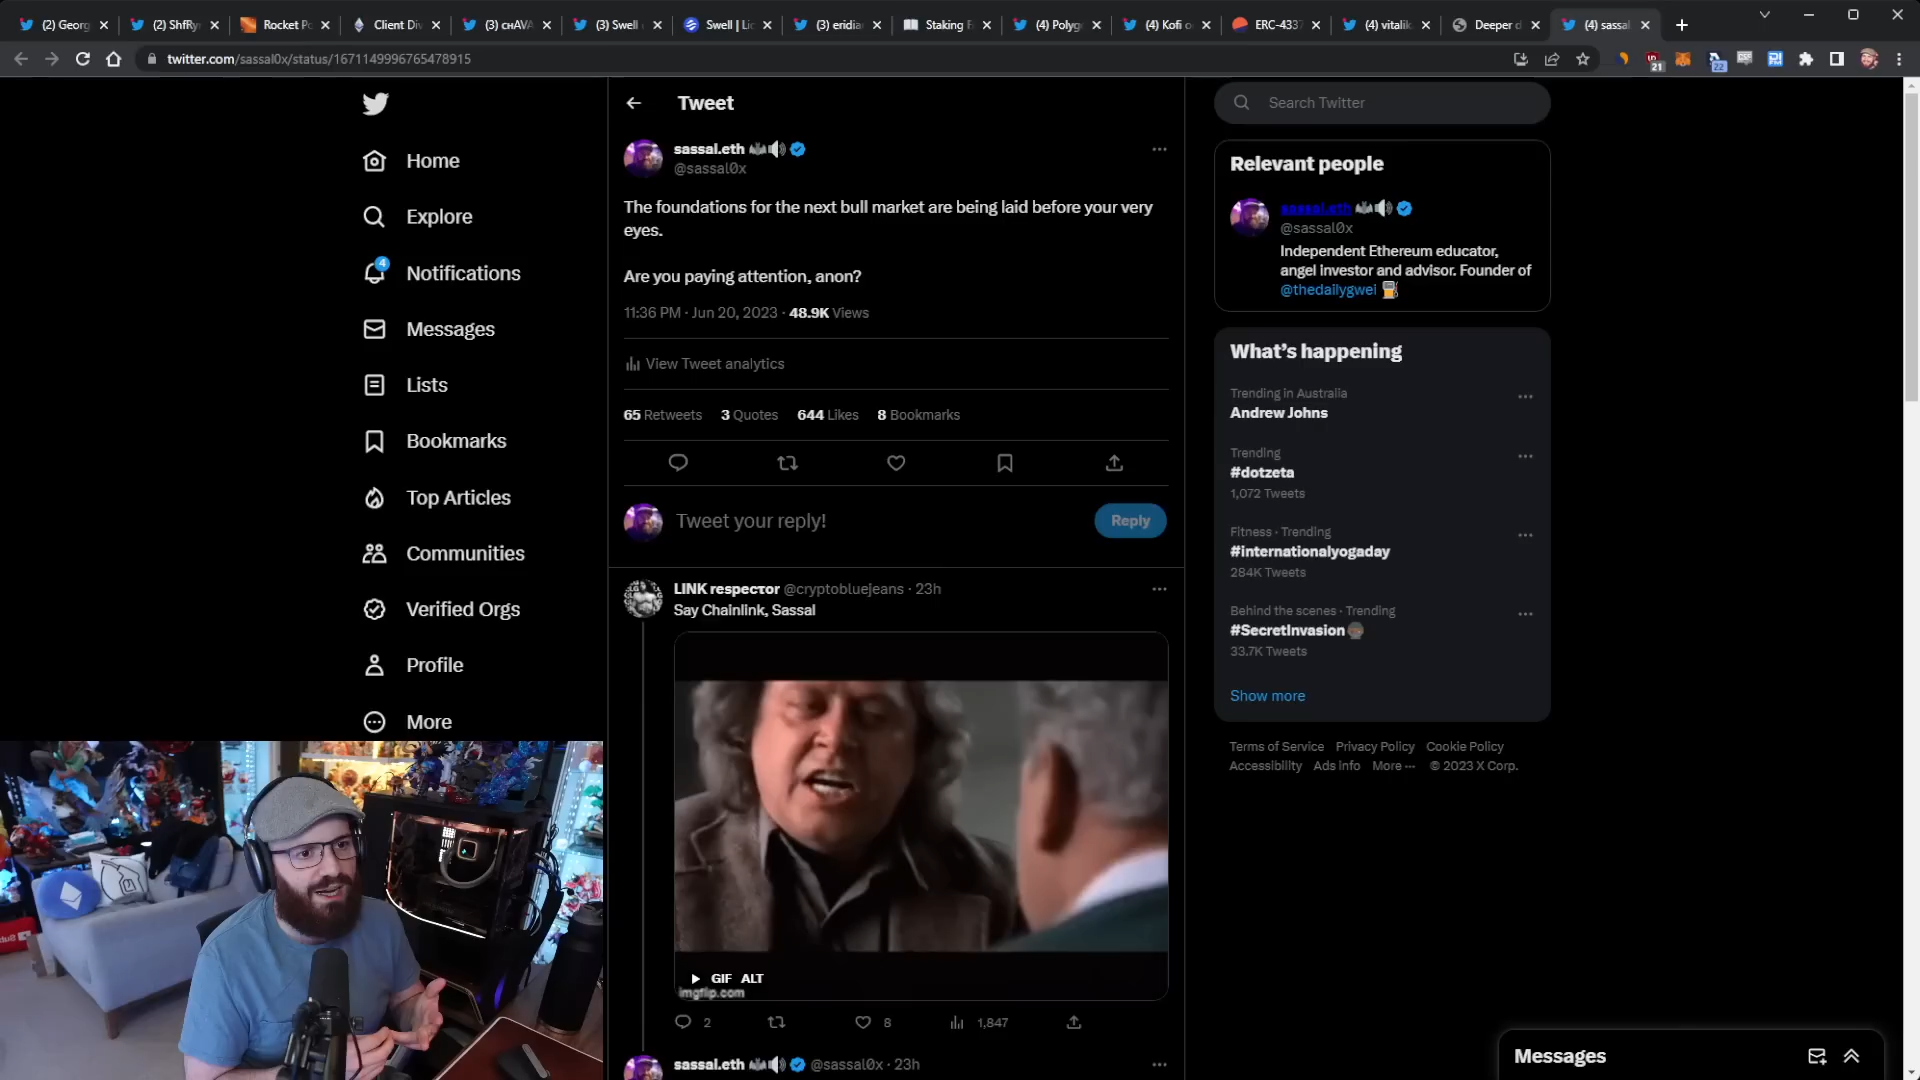 (2) Georg
(2) ShfRy
Rocket Po
Client Div
(3) cHAVA
(3) Swell
Swell | Lic
(3) eridia
Staking F
(4) Polyg
(4) Kofi o
ERC-4337
(4) vitalik
Deeper d
(4) sassal
twitter.com/sassal0x/status/1671149996765478915
21
22
Home
Explore
4
Notifications
Messages
Lists
Bookmarks
Top Articles
Communities
Verified Orgs
Profile
More
Tweet
sassal.eth
@sassal0x
The foundations for the next bull market are being laid before your very
eyes.
Are you paying attention, anon?
11:36 PM · Jun 20, 2023 · 48.9K Views
View Tweet analytics
65 Retweets 3 Quotes 644 Likes 8 Bookmarks
Tweet your reply!
Reply
LINK respecтor @cryptobluejeans · 23h
Say Chainlink, Sassal
GIF ALT
imgflip.com
2
8
1,847
sassal.eth @sassal0x · 23h
Search Twitter
Relevant people
sassal.eth
@sassal0x
Independent Ethereum educator,
angel investor and advisor. Founder of
@thedailygwei
What's happening
Trending in Australia
Andrew Johns
Trending
#dotzeta
1,072 Tweets
Fitness · Trending
#internationalyogaday
284K Tweets
Behind the scenes · Trending
#SecretInvasion
33.7K Tweets
Show more
Terms of Service Privacy Policy Cookie Policy
Accessibility Ads info More ··· © 2023 X Corp.
Messages